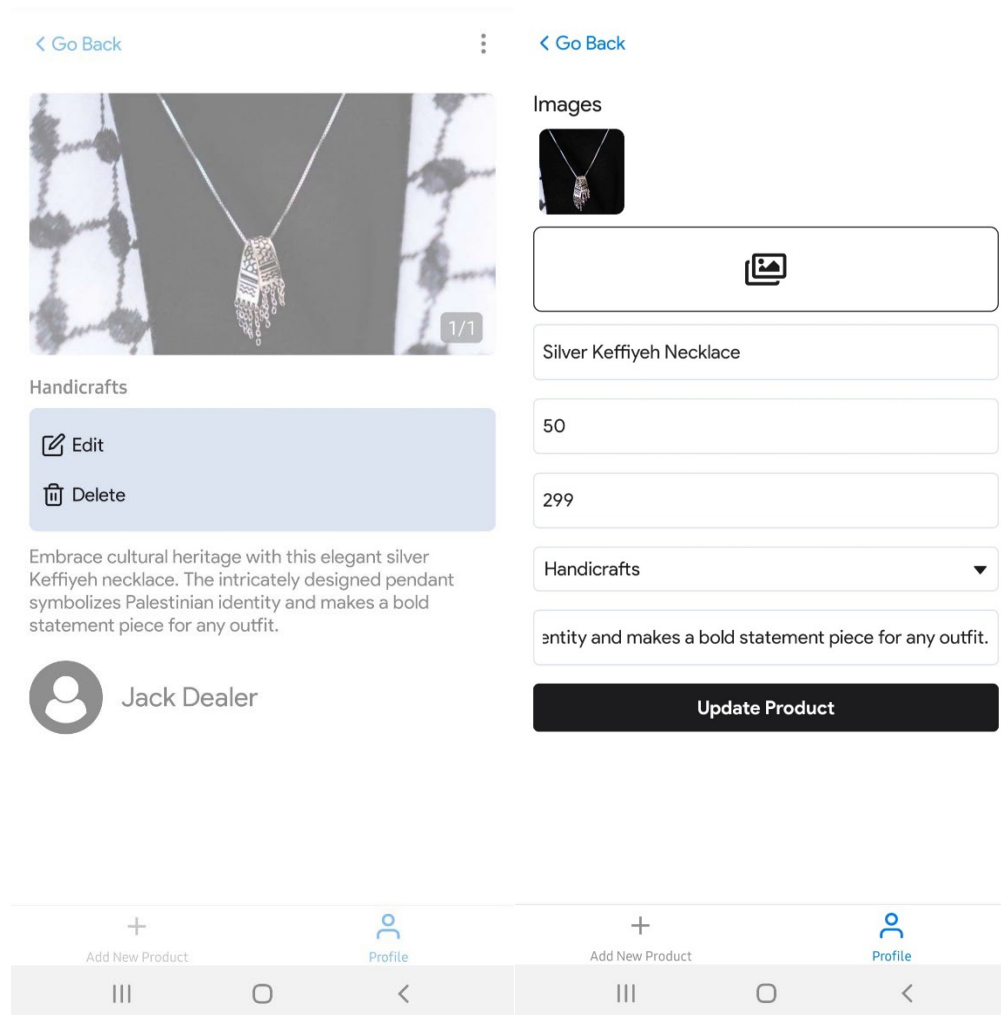 Go Back
1/1
Handicrafts
Edit
Delete
Embrace cultural heritage with this elegant silver
Keffiyeh necklace. The intricately designed pendant
symbolizes Palestinian identity and makes a bold
statement piece for any outfit.
Jack Dealer
Add New Product
Profile
Go Back
Images
Silver Keffiyeh Necklace
50
299
Handicrafts
entity and makes a bold statement piece for any outfit.
Update Product
Add New Product
Profile